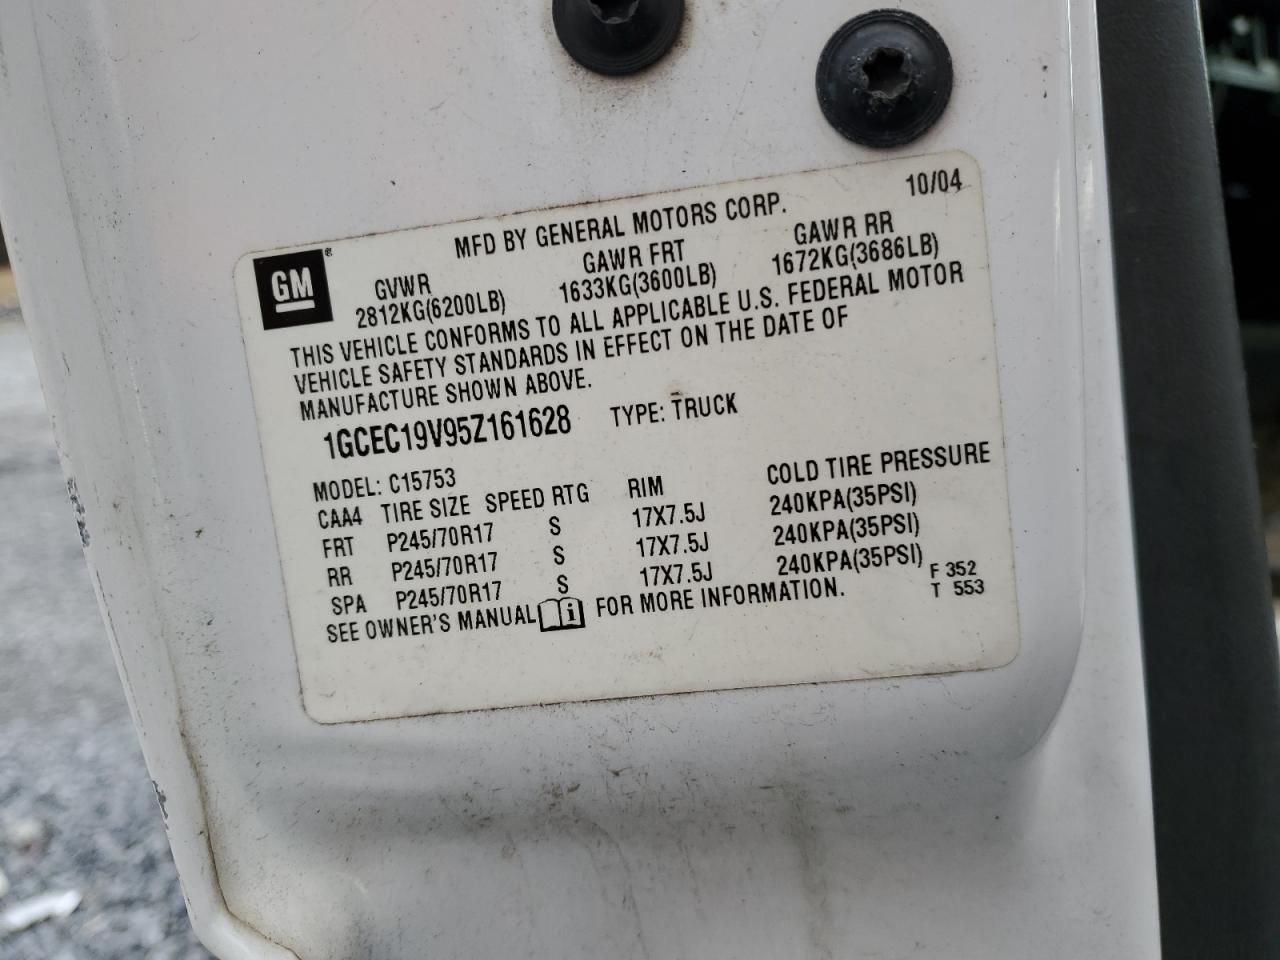 10/04
MFD BY GENERAL MOTORS CORP.
GM®
GVWR GAWR FRT GAWR RR
2812KG(6200LB) 1633KG(3600LB) 1672KG(3686LB)
THIS VEHICLE CONFORMS TO ALL APPLICABLE U.S. FEDERAL MOTOR
VEHICLE SAFETY STANDARDS IN EFFECT ON THE DATE OF
MANUFACTURE SHOWN ABOVE.
1GCEC19V95Z161628 TYPE: TRUCK
MODEL: C15753
CAA4 TIRE SIZE SPEED RTG RIM COLD TIRE PRESSURE
FRT P245/70R17 S 17X7.5J 240KPA(35PSI)
RR P245/70R17 S 17X7.5J 240KPA(35PSI)
SPA P245/70R17 S 17X7.5J 240KPA(35PSI)
SEE OWNER'S MANUAL i FOR MORE INFORMATION.
F 352
T 553